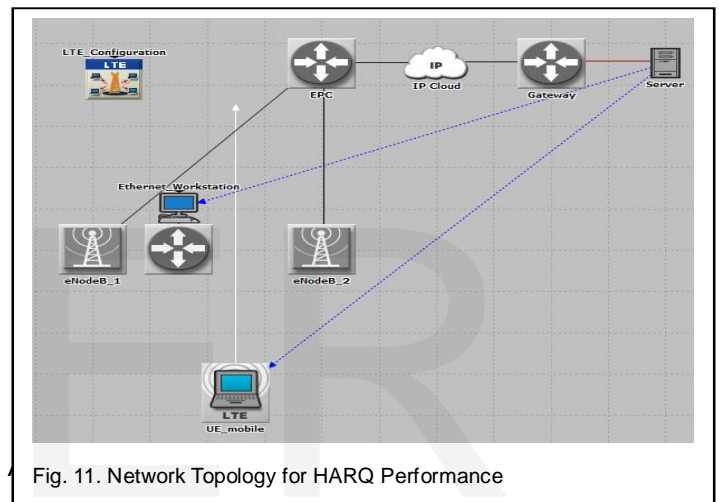 LTE_Configuration
LTE
EPC
IP
IP Cloud
Gateway
Server
Ethernet_Workstation
eNodeB_1
eNodeB_2
LTE
UE_mobile
ER
Fig. 11. Network Topology for HARQ Performance